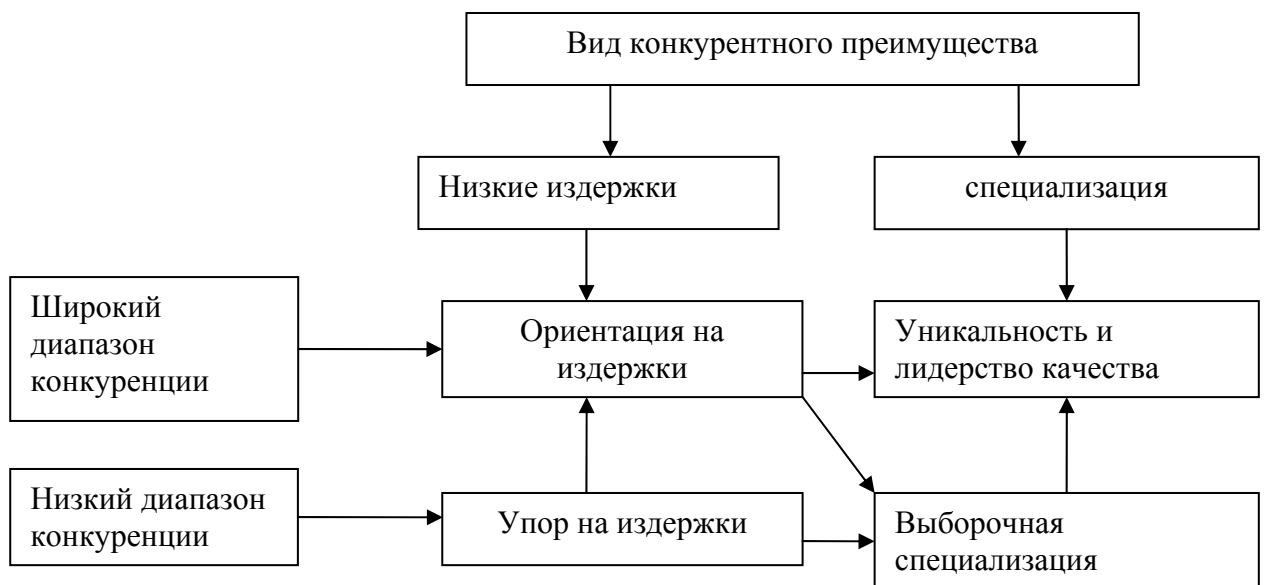 Вид конкурентного преимущества
Низкие издержки
специализация
Широкий
диапазон
конкуренции
Ориентация на
издержки
Уникальность и
лидерство качества
Низкий диапазон
конкуренции
Упор на издержки
Выборочная
специализация